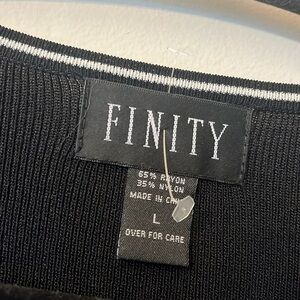 FINITY
65% RAYON
35% NYLON
MADE IN CHINA
L
OVER FOR CARE